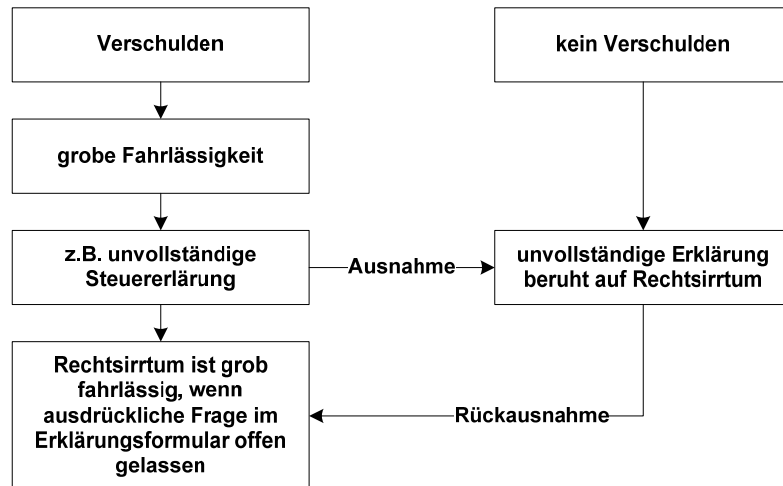 Verschulden
kein Verschulden
grobe Fahrlässigkeit
z.B. unvollständige
Steuererlärung
Ausnahme
unvollständige Erklärung
beruht auf Rechtsirrtum
Rechtsirrtum ist grob
fahrlässig, wenn
ausdrückliche Frage im
Erklärungsformular offen
gelassen
Rückausnahme